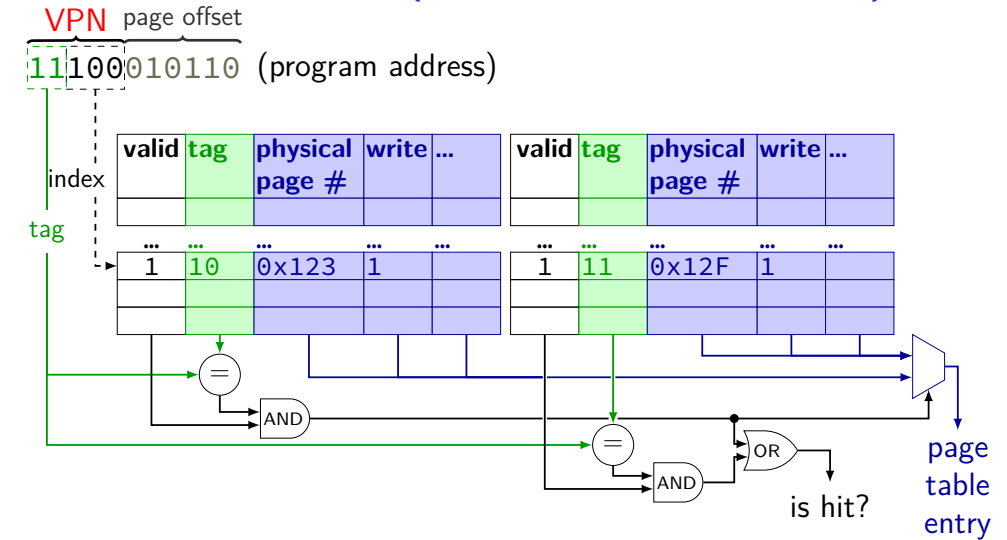 VPN page offset
11100010110 (program address)
index
tag
valid tag physical page # write ...
valid tag physical page # write ...
... ... ... ... ...
... ... ... ... ...
1 10 0x123 1
1 11 0x12F 1
=
AND
=
AND
OR
is hit?
page
table
entry